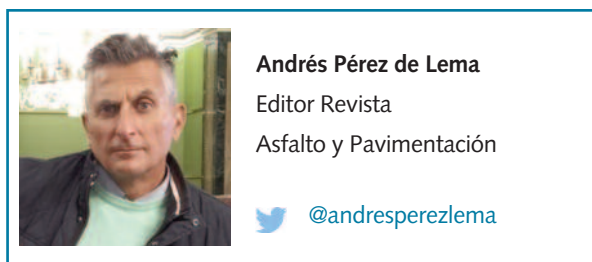 Andrés Pérez de Lema
Editor Revista
Asfalto y Pavimentación
@andresperezlema